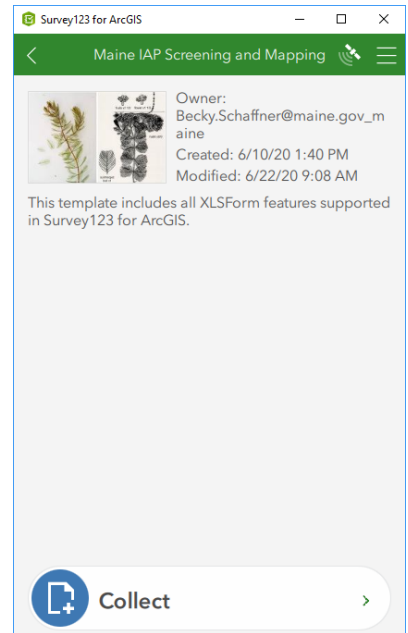 Survey123 for ArcGIS
Maine IAP Screening and Mapping
Owner:
Becky.Schaffner@maine.gov_m
aine
Created: 6/10/20 1:40 PM
Modified: 6/22/20 9:08 AM
This template includes all XLSForm features supported
in Survey123 for ArcGIS.
Collect